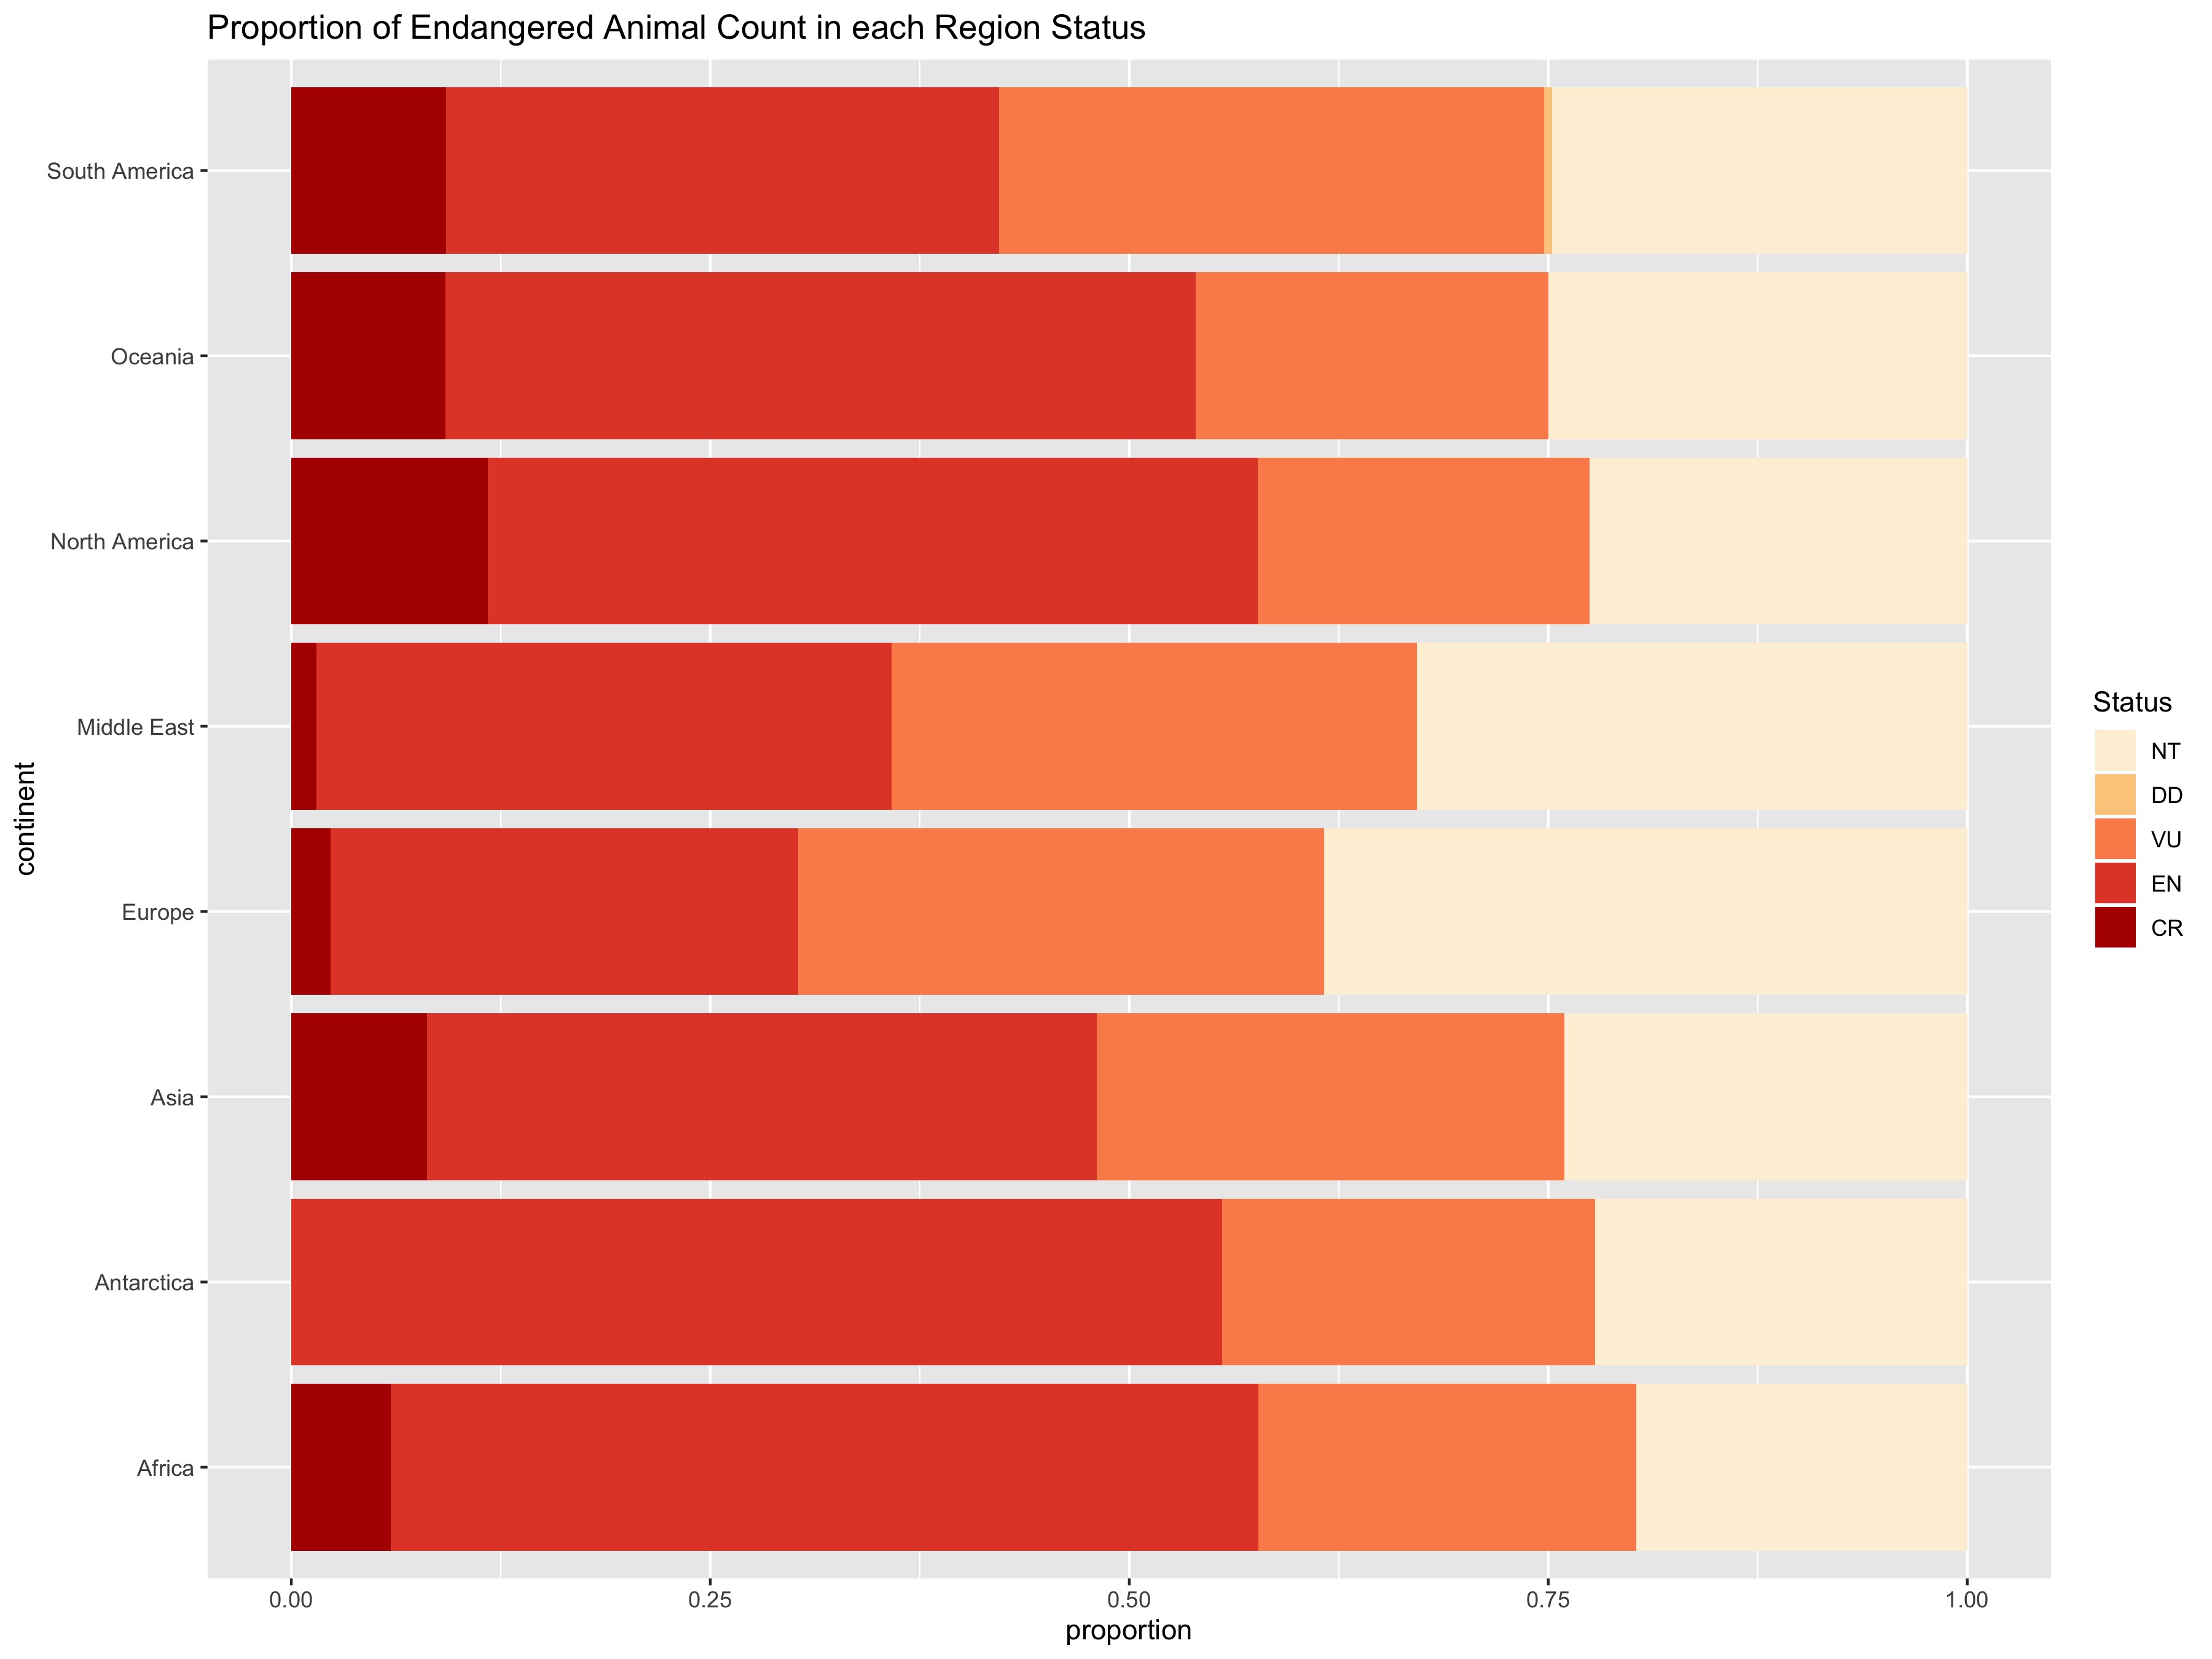 Proportion of Endangered Animal Count in each Region Status
South America
Oceania
North America
Middle East
Europe
Asia
Antarctica
Africa
continent
0.00 0.25 0.50 0.75 1.00
proportion
Status
NT
DD
VU
EN
CR